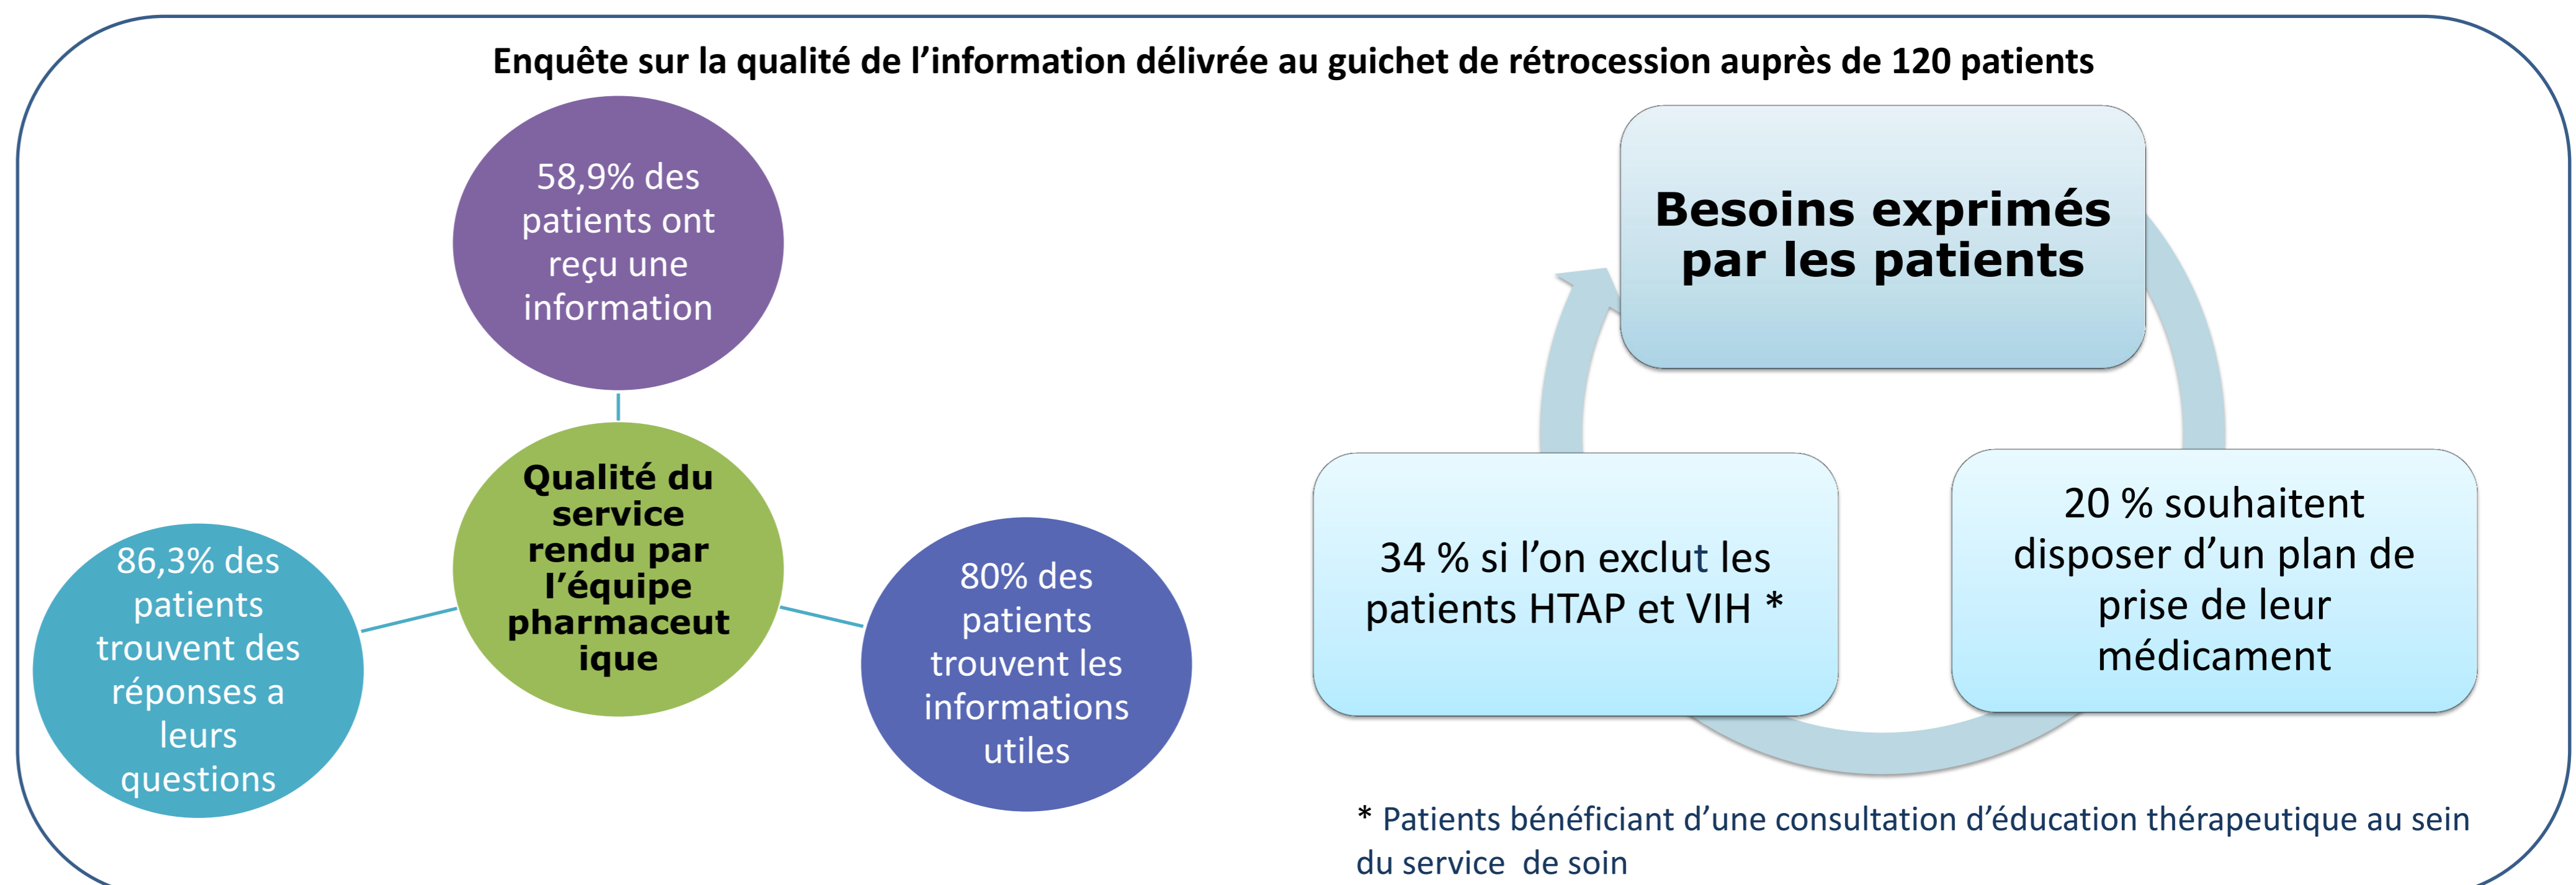 Enquête sur la qualité de l’information délivrée au guichet de rétrocession auprès de 120 patients
58,9% des
patients ont
reçu une
information
Qualité du
service
rendu par
l’équipe
pharmaceut
ique
86,3% des
patients
trouvent des
réponses a
leurs
questions
80% des
patients
trouvent les
informations
utiles
Besoins exprimés
par les patients
20 % souhaitent
disposer d’un plan de
prise de leur
médicament
34 % si l’on exclut les
patients HTAP et VIH *
* Patients bénéficiant d’une consultation d’éducation thérapeutique au sein
du service de soin